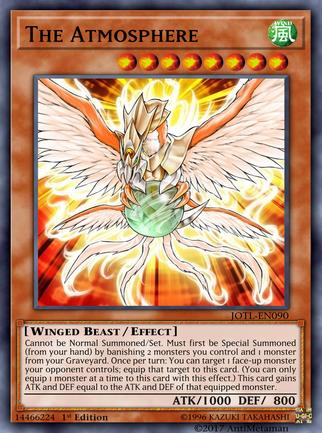 The Atmosphere
WIND
風
JOTL-EN090
[Winged Beast / Effect]
Cannot be Normal Summoned/Set. Must first be Special Summoned
(from your hand) by banishing 2 monsters you control and 1 monster
from your Graveyard. Once per turn: You can target 1 face-up monster
your opponent controls; equip that target to this card. (You can only
equip 1 monster at a time to this card with this effect.) This card gains
ATK and DEF equal to the ATK and DEF of that equipped monster.
ATK/1000 DEF/ 800
14466224 1st Edition ©1996 KAZUKI TAKAHASHI
©2017 AntiMetaman